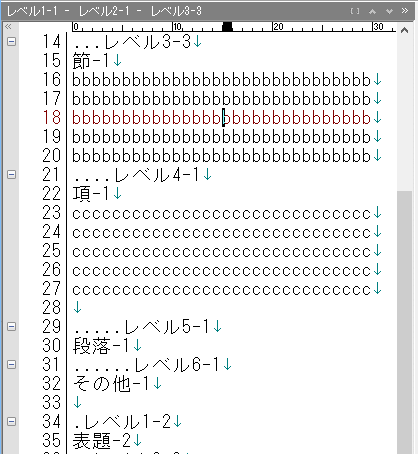 レベル1-1 - レベル2-1 - レベル3-3
0 10 20 30
14 ...レベル3-3↓
15 節-1↓
16 bbbbbbbbbbbbbbbbbbbbbbbbbbbbbb↓
17 bbbbbbbbbbbbbbbbbbbbbbbbbbbbbb↓
18 bbbbbbbbbbbbbbbbbbbbbbbbbbbbbb↓
19 bbbbbbbbbbbbbbbbbbbbbbbbbbbbbb↓
20 bbbbbbbbbbbbbbbbbbbbbbbbbbbbbb↓
21 ....レベル4-1↓
22 項-1↓
23 cccccccccccccccccccccccccccccc↓
24 cccccccccccccccccccccccccccccc↓
25 cccccccccccccccccccccccccccccc↓
26 cccccccccccccccccccccccccccccc↓
27 cccccccccccccccccccccccccccccc↓
28 ↓
29 .....レベル5-1↓
30 段落-1↓
31 ......レベル6-1↓
32 その他-1↓
33 ↓
34 .レベル1-2↓
35 表題-2↓